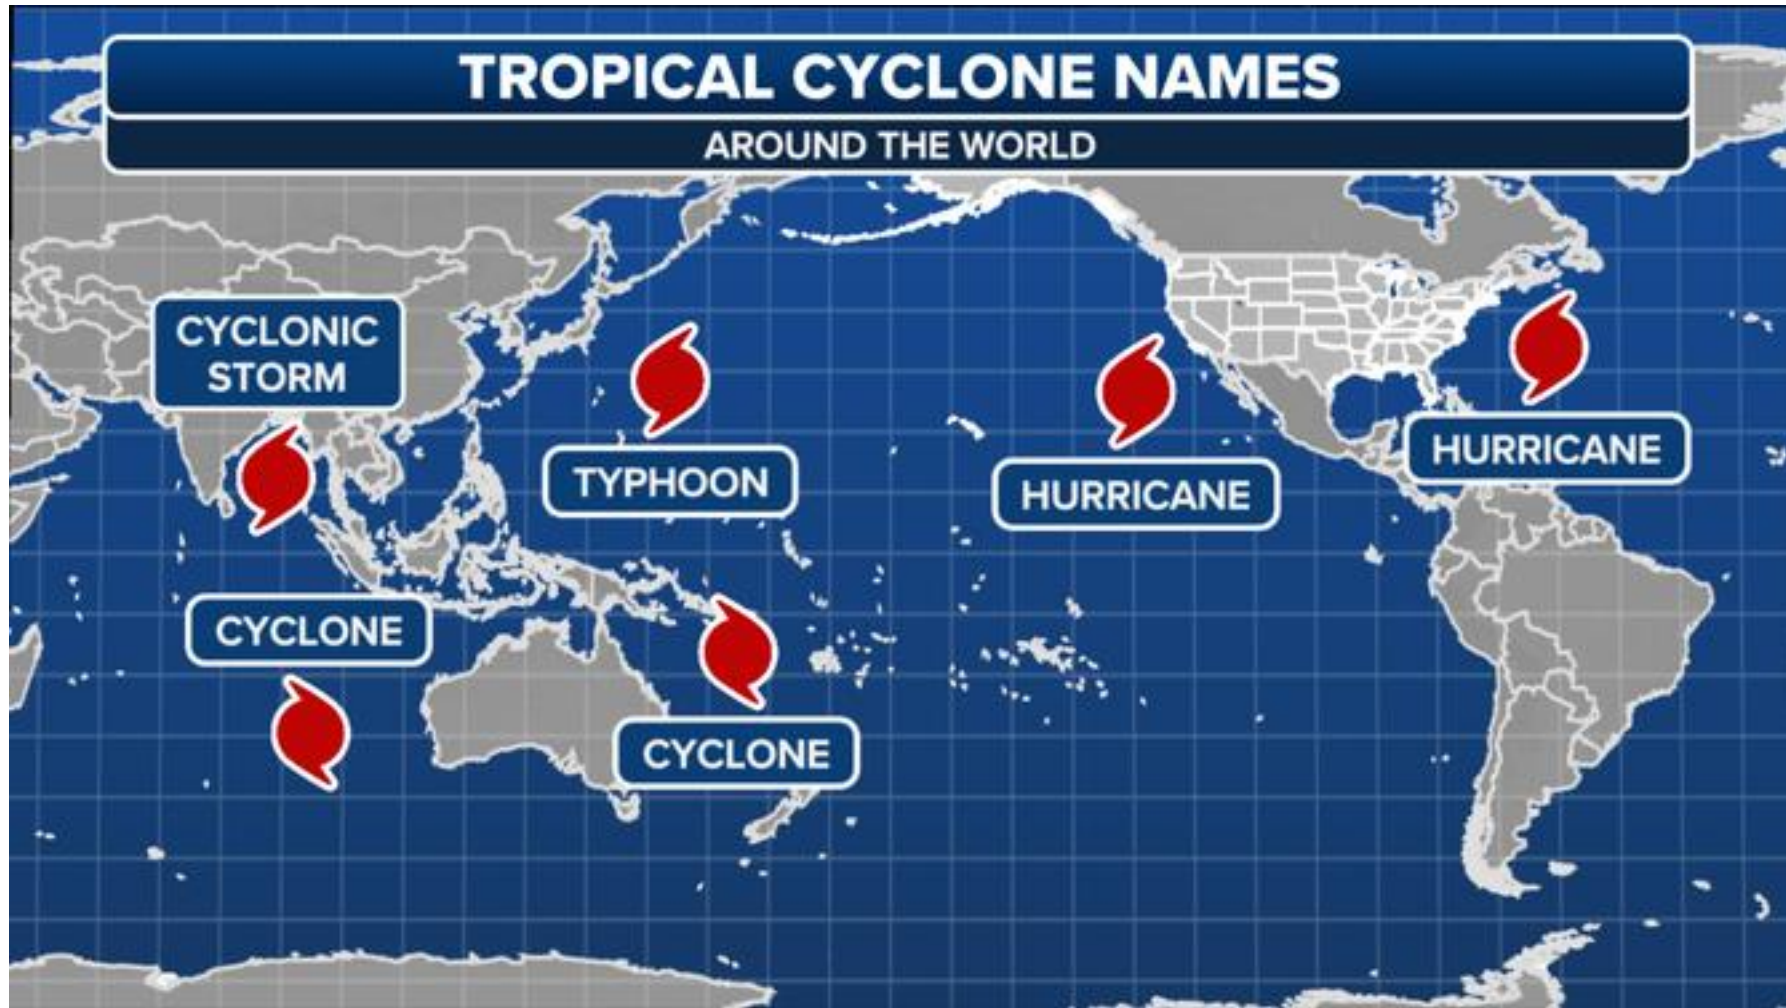 TROPICAL CYCLONE NAMES
AROUND THE WORLD
CYCLONIC
STORM
TYPHOON
HURRICANE
HURRICANE
CYCLONE
CYCLONE